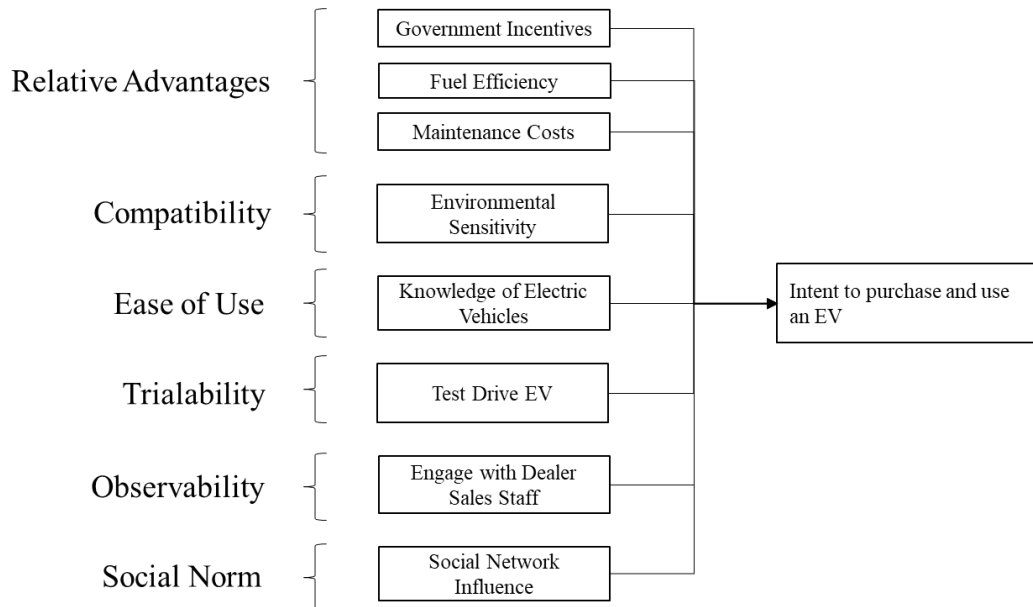 Relative Advantages
Government Incentives
Fuel Efficiency
Maintenance Costs
Compatibility
Environmental
Sensitivity
Ease of Use
Knowledge of Electric
Vehicles
Intent to purchase and use
an EV
Trialability
Test Drive EV
Observability
Engage with Dealer
Sales Staff
Social Norm
Social Network
Influence